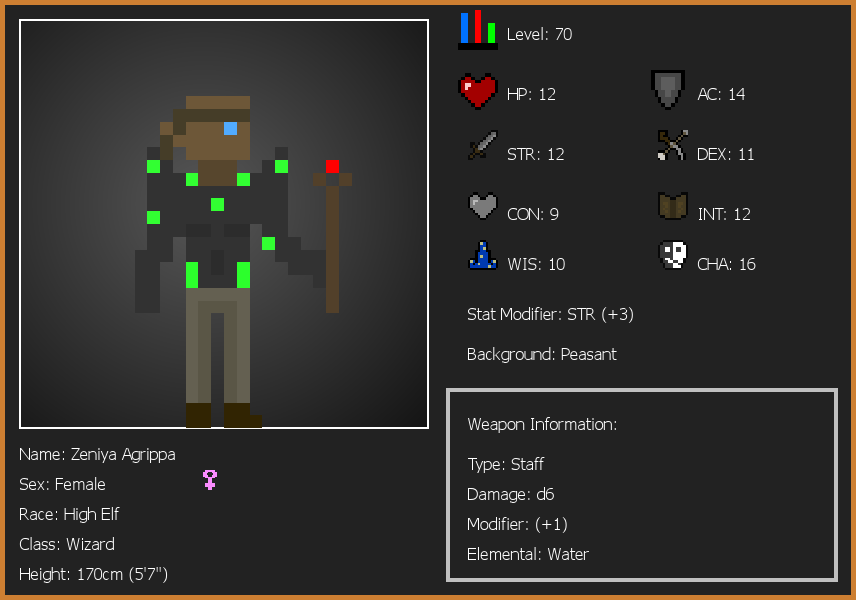 Level: 70
HP: 12
AC: 14
STR: 12
DEX: 11
CON: 9
INT: 12
WIS: 10
CHA: 16
Stat Modifier: STR (+3)
Background: Peasant
Weapon Information:
Type: Staff
Damage: d6
Modifier: (+1)
Elemental: Water
Name: Zeniya Agrippa
Sex: Female
Race: High Elf
Class: Wizard
Height: 170cm (5'7")